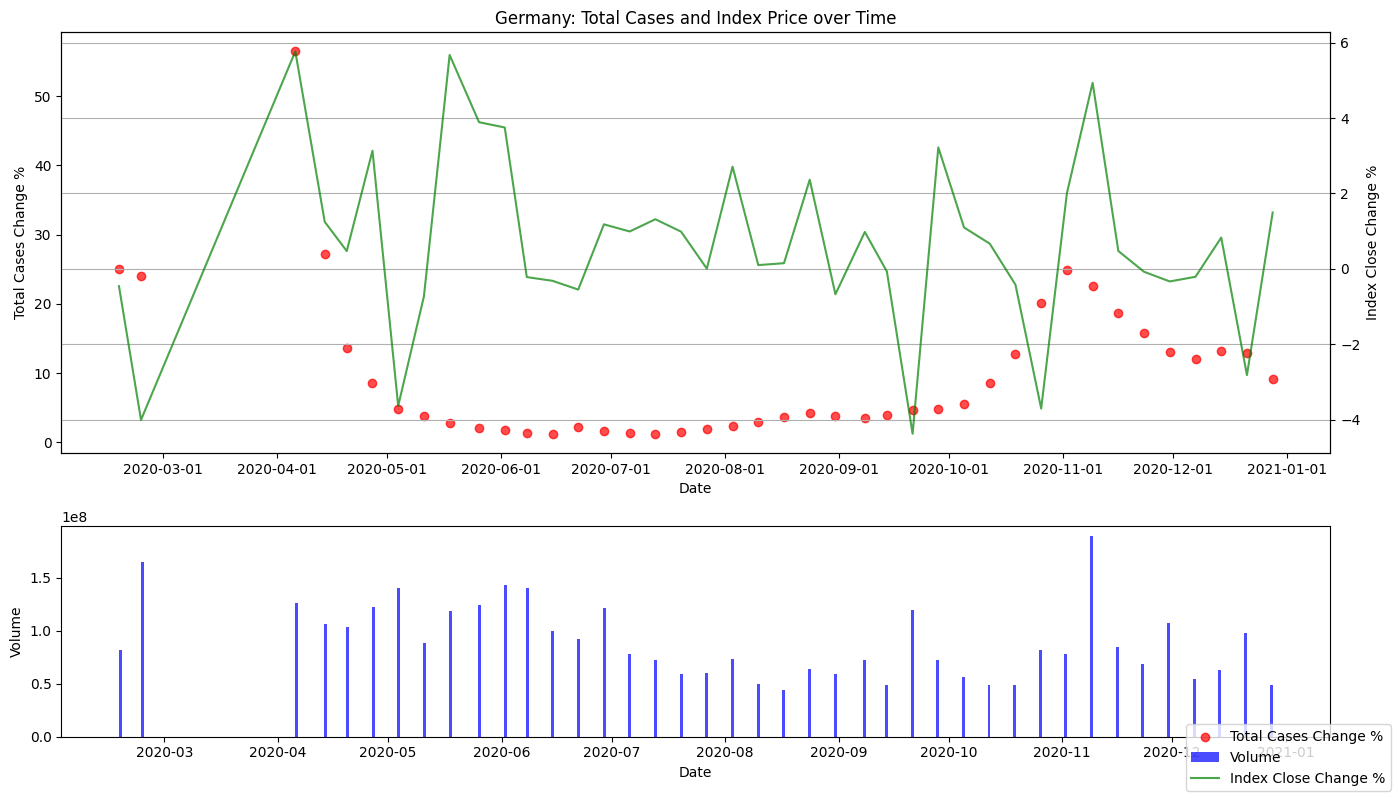 Germany: Total Cases and Index Price over Time
Total Cases Change %
50
40
30
20
10
0
6
4
2
0
−2
−4
Index Close Change %
2020-03-01 2020-04-01 2020-05-01 2020-06-01 2020-07-01 2020-08-01 2020-09-01 2020-10-01 2020-11-01 2020-12-01 2021-01-01
Date
1e8
Volume
1.5
1.0
0.5
0.0
2020-03 2020-04 2020-05 2020-06 2020-07 2020-08 2020-09 2020-10 2020-11 2020-12 2021-01
Date
Total Cases Change %
Volume
Index Close Change %